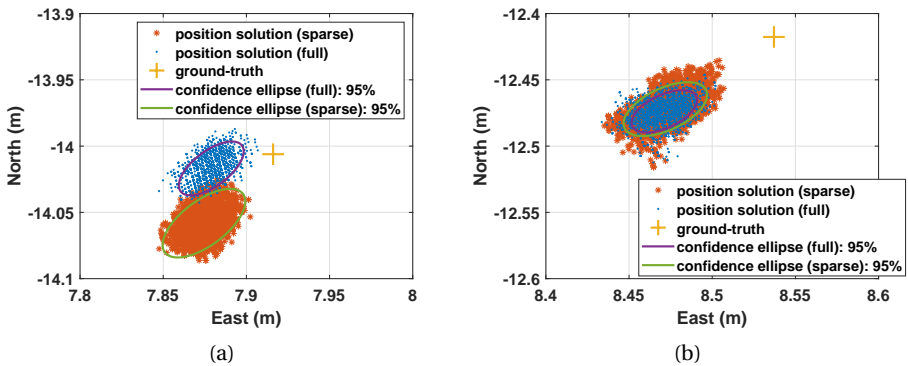 -13.9
position solution (sparse)
position solution (full)
ground-truth
confidence ellipse (full): 95%
confidence ellipse (sparse): 95%
-13.95
-14
-14.05
-14.1
North (m)
7.8 7.85 7.9 7.95 8
East (m)
(a)
-12.4
-12.45
-12.5
-12.55
-12.6
North (m)
position solution (sparse)
position solution (full)
ground-truth
confidence ellipse (full): 95%
confidence ellipse (sparse): 95%
8.4 8.45 8.5 8.55 8.6
East (m)
(b)